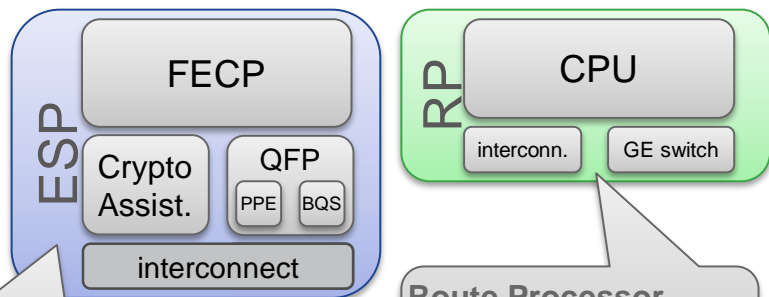 ESP
FECP
Crypto
Assist.
QFP
PPE
BQS
interconnect
RP
CPU
interconn.
GE switch
Route Processor